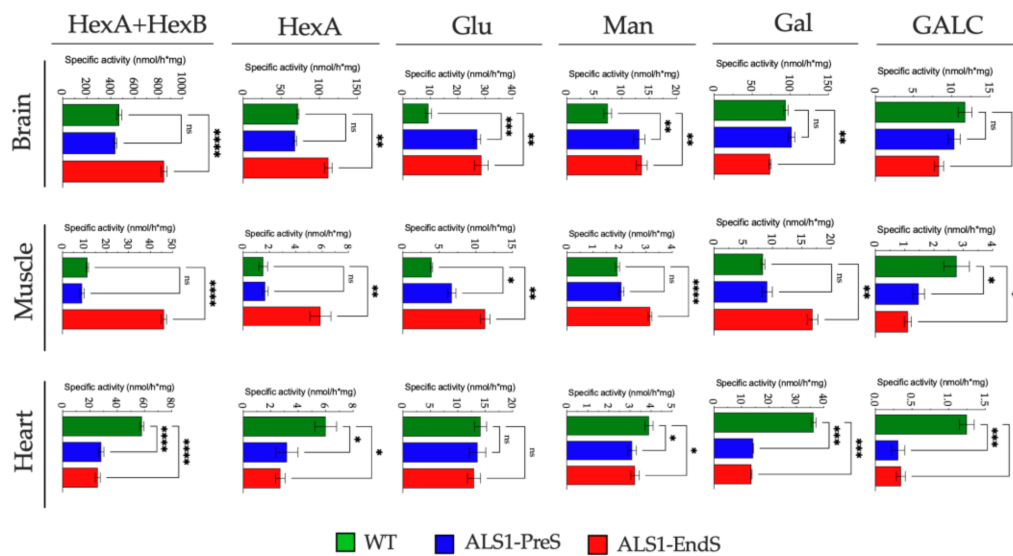 HexA+HexB HexA Glu Man Gal GALC
Brain
Specific activity (nmol/h*mg) Specific activity (nmol/h*mg) Specific activity (nmol/h*mg) Specific activity (nmol/h*mg) Specific activity (nmol/h*mg) Specific activity (nmol/h*mg)
0 200 400 600 800 1000 0 50 100 150 0 10 20 30 40 0 5 10 15 20 0 50 100 150 0 5 10 15
ns **** ns ** *** ** ** ** ns ** ns
Muscle
Specific activity (nmol/h*mg) Specific activity (nmol/h*mg) Specific activity (nmol/h*mg) Specific activity (nmol/h*mg) Specific activity (nmol/h*mg) Specific activity (nmol/h*mg)
0 10 20 30 40 50 0 2 4 6 8 0 5 10 15 0 1 2 3 4 0 5 10 15 20 0 1 2 3 4
ns **** ns ** * ** ns **** ns ** *
Heart
Specific activity (nmol/h*mg) Specific activity (nmol/h*mg) Specific activity (nmol/h*mg) Specific activity (nmol/h*mg) Specific activity (nmol/h*mg) Specific activity (nmol/h*mg)
0 20 40 60 80 0 2 4 6 8 0 5 10 15 20 0 1 2 3 4 5 0 10 20 30 40 0.0 0.5 1.0 1.5
**** **** * * ns ns * * *** *** ***
WT ALS1-PreS ALS1-EndS